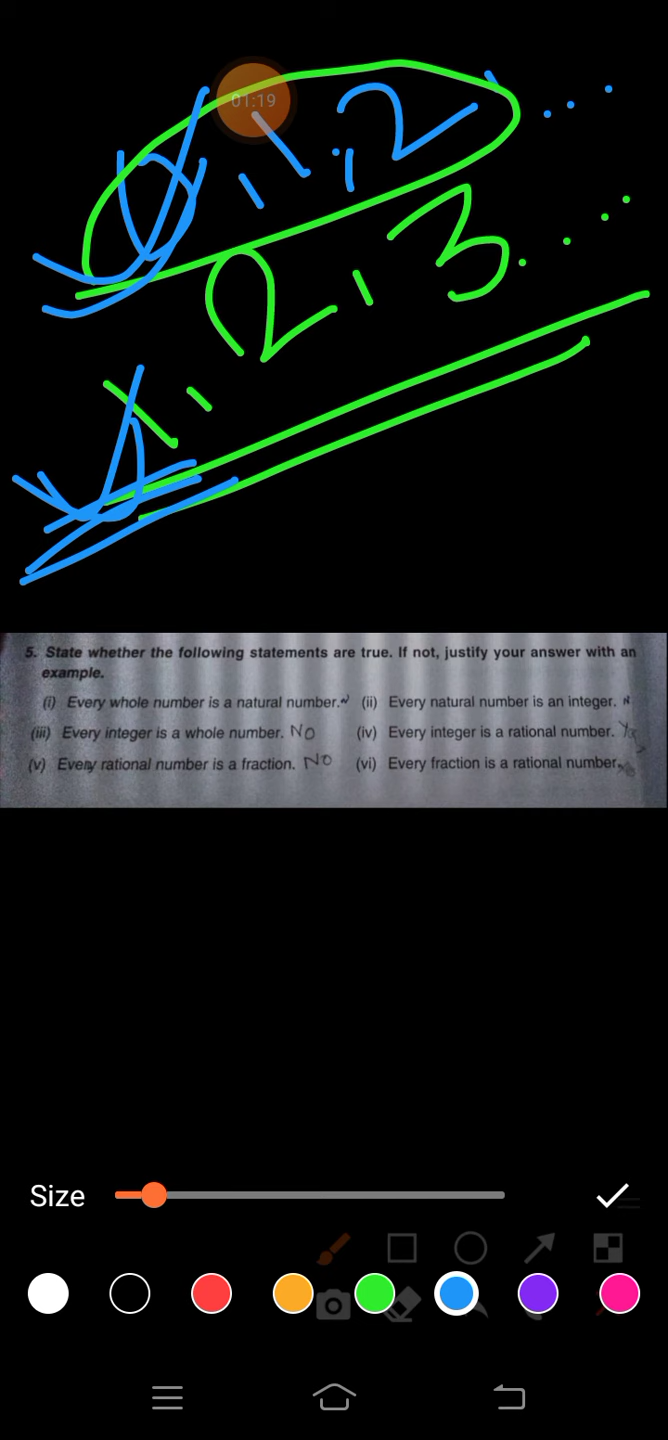 01:19
0, 1, 2 . . .
1, 2, 3 . . . .
5. State whether the following statements are true. If not, justify your answer with an
example.
(i) Every whole number is a natural number. (ii) Every natural number is an integer.
(iii) Every integer is a whole number. NO (iv) Every integer is a rational number.
(v) Every rational number is a fraction. NO (vi) Every fraction is a rational number.
Size